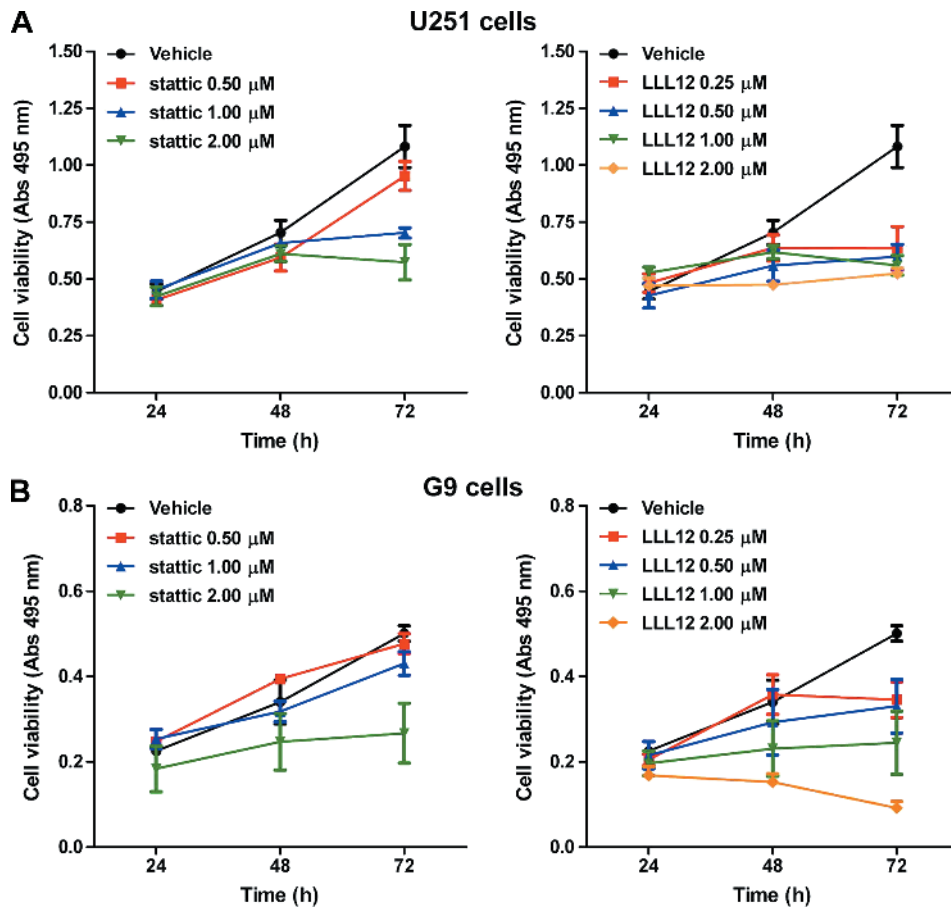 A
U251 cells
Cell viability (Abs 495 nm)
1.50
1.25
1.00
0.75
0.50
0.25
0.00
Vehicle
stattic 0.50 μM
stattic 1.00 μM
stattic 2.00 μM
24 48 72
Time (h)
Cell viability (Abs 495 nm)
1.50
1.25
1.00
0.75
0.50
0.25
0.00
Vehicle
LLL12 0.25 μM
LLL12 0.50 μM
LLL12 1.00 μM
LLL12 2.00 μM
24 48 72
Time (h)
B
G9 cells
Cell viability (Abs 495 nm)
0.8
0.6
0.4
0.2
0.0
Vehicle
stattic 0.50 μM
stattic 1.00 μM
stattic 2.00 μM
24 48 72
Time (h)
Cell viability (Abs 495 nm)
0.8
0.6
0.4
0.2
0.0
Vehicle
LLL12 0.25 μM
LLL12 0.50 μM
LLL12 1.00 μM
LLL12 2.00 μM
24 48 72
Time (h)